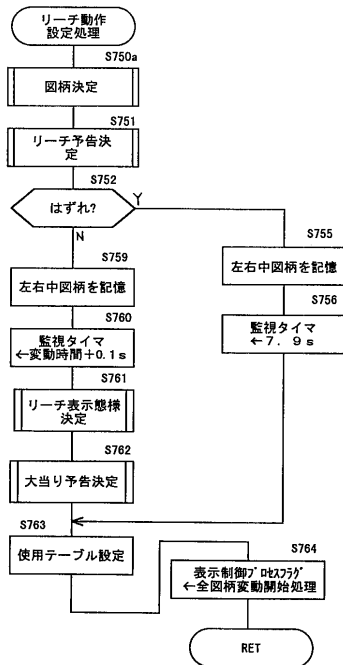 リーチ動作
設定処理
S750a
図柄決定
S751
リーチ予告決
定
S752
はずれ?
Y
N
S759
左右中図柄を記憶
S760
監視タイマ
←変動時間+0.1s
S761
リーチ表示態様
決定
S762
大当り予告決定
S755
左右中図柄を記憶
S756
監視タイマ
←7.9s
S763
使用テーブル設定
S764
表示制御プロセスフラグ
←全図柄変動開始処理
RET